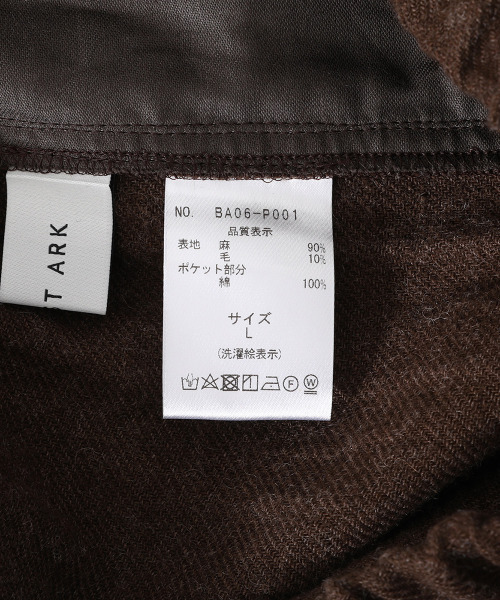 ST ARK
NO. BA06-P001
品質表示
表地 麻 90%
毛 10%
ポケット部分
綿 100%
サイズ
L
(洗濯絵表示)
F W